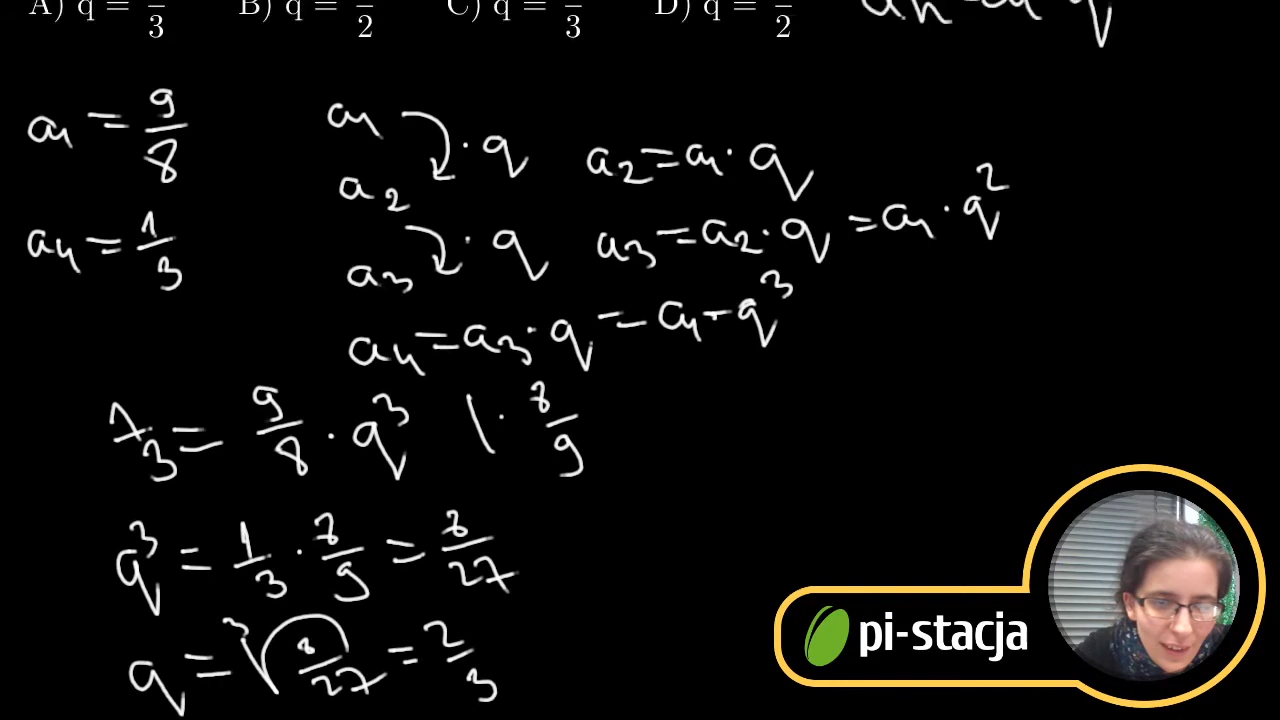 A) q = –/3 B) q = –/2 C) q = –/3 D) q = –/2
a₁ = 9/8
a₁
· q
a₂ = a₁ · q
a₂
a₄ = 1/3
· q
a₃ = a₂ · q = a₁ · q²
a₃
a₄ = a₃ · q = a₁ · q³
1/3 = 9/8 · q³ | · 8/9
q³ = 1/3 · 8/9 = 8/27
q = ³√(8/27) = 2/3
pi-stacja